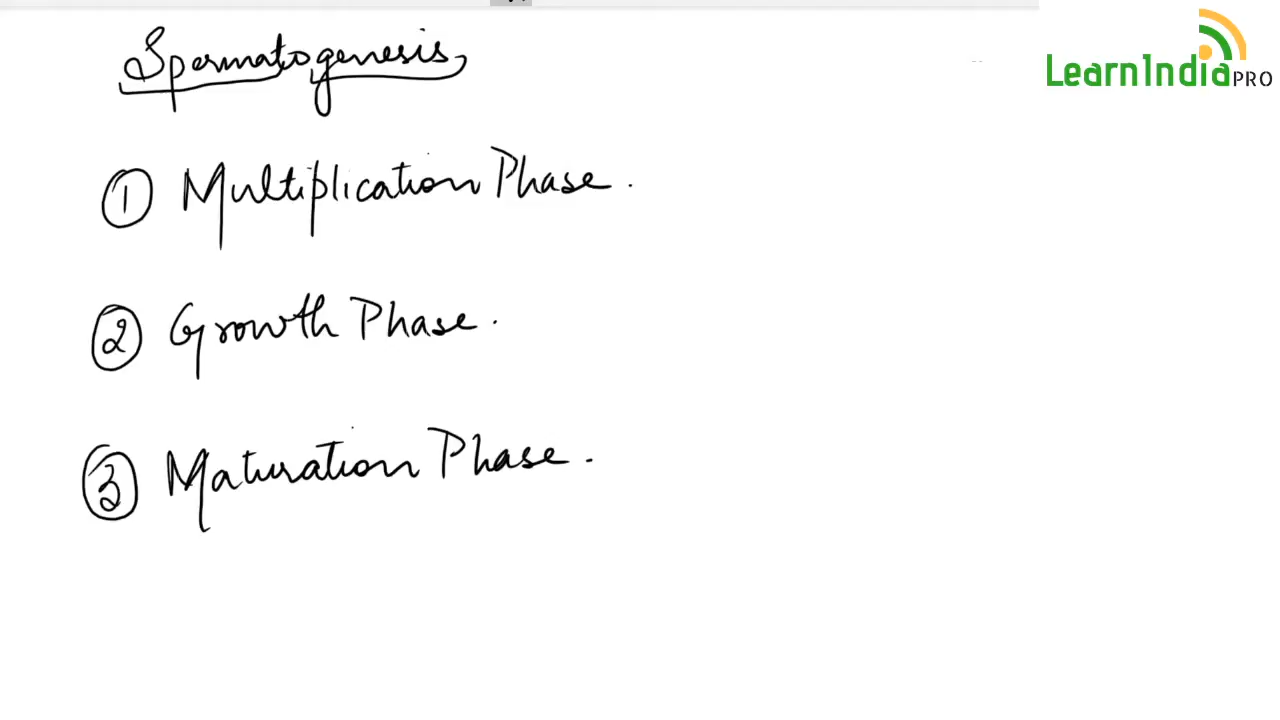 Spermatogenesis
LearnIndia PRO
① Multiplication Phase.
② Growth Phase.
③ Maturation Phase.